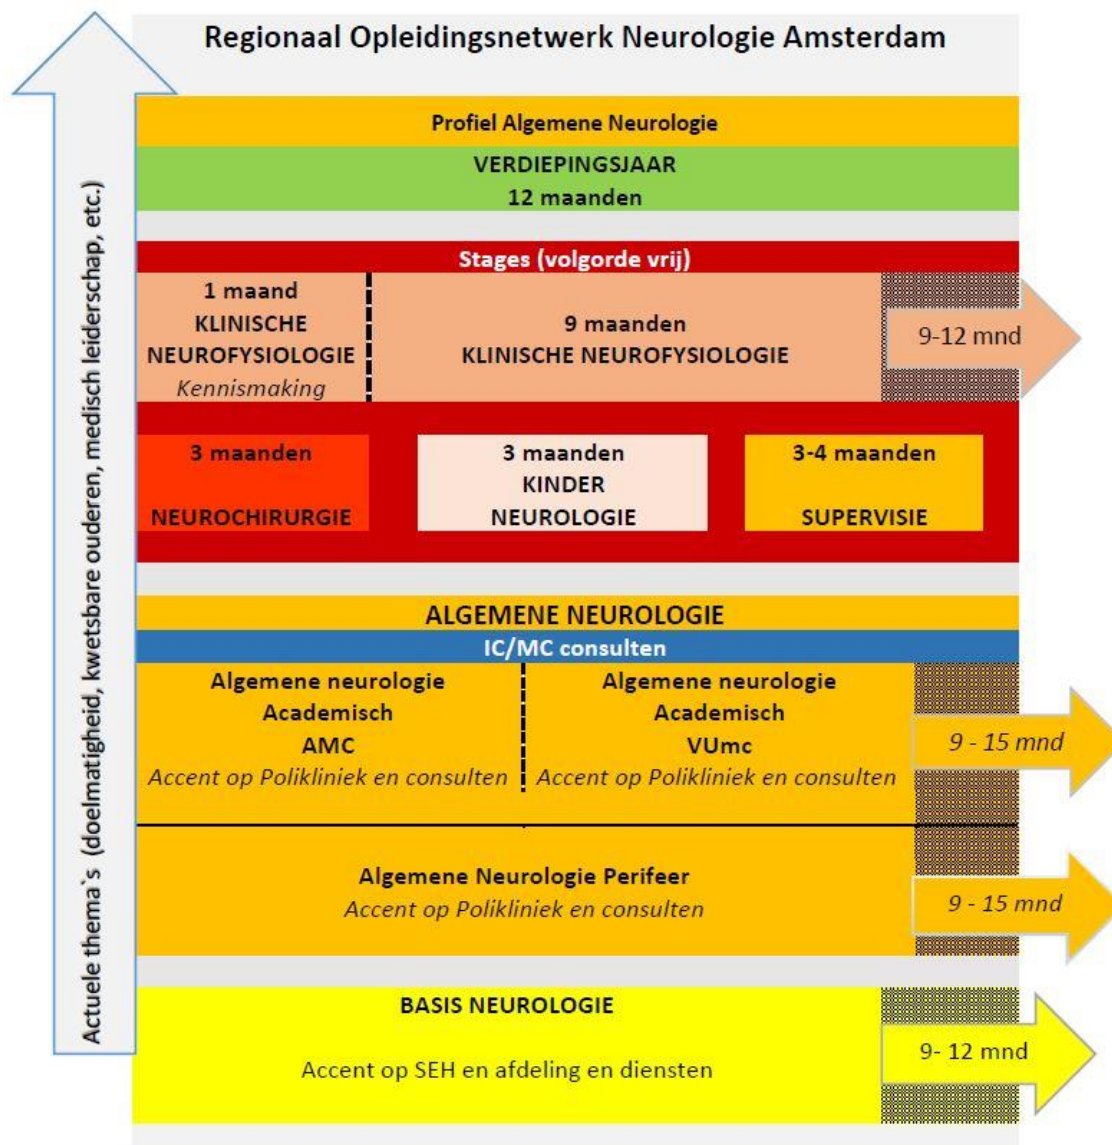 Regionaal Opleidingsnetwerk Neurologie Amsterdam
Actuele thema`s (doelmatigheid, kwetsbare ouderen, medisch leiderschap, etc.)
Profiel Algemene Neurologie
VERDIEPINGSJAAR
12 maanden
Stages (volgorde vrij)
1 maand
KLINISCHE
NEUROFYSIOLOGIE
Kennismaking
9 maanden
KLINISCHE NEUROFYSIOLOGIE
9-12 mnd
3 maanden
NEUROCHIRURGIE
3 maanden
KINDER
NEUROLOGIE
3-4 maanden
SUPERVISIE
ALGEMENE NEUROLOGIE
IC/MC consulten
Algemene neurologie
Academisch
AMC
Accent op Polikliniek en consulten
Algemene neurologie
Academisch
VUmc
Accent op Polikliniek en consulten
9 - 15 mnd
Algemene Neurologie Perifeer
Accent op Polikliniek en consulten
9 - 15 mnd
BASIS NEUROLOGIE
Accent op SEH en afdeling en diensten
9- 12 mnd